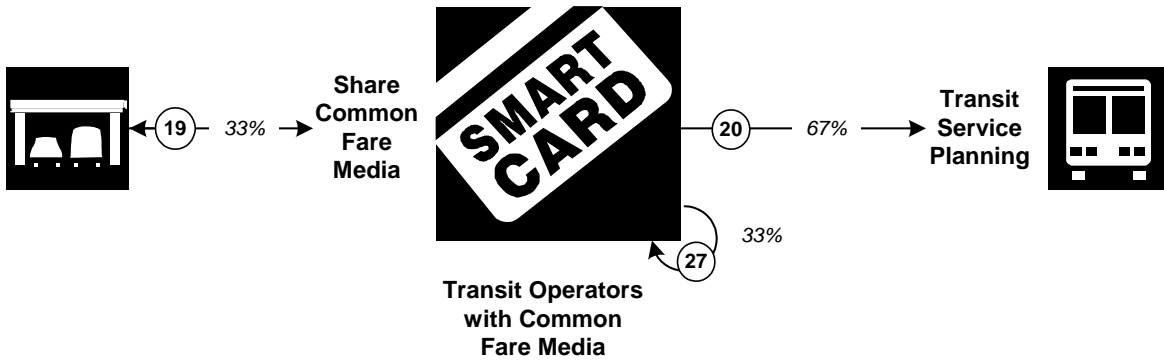 19
33%
Share
Common
Fare
Media
SMART
CARD
20
67%
Transit
Service
Planning
27
33%
Transit Operators
with Common
Fare Media